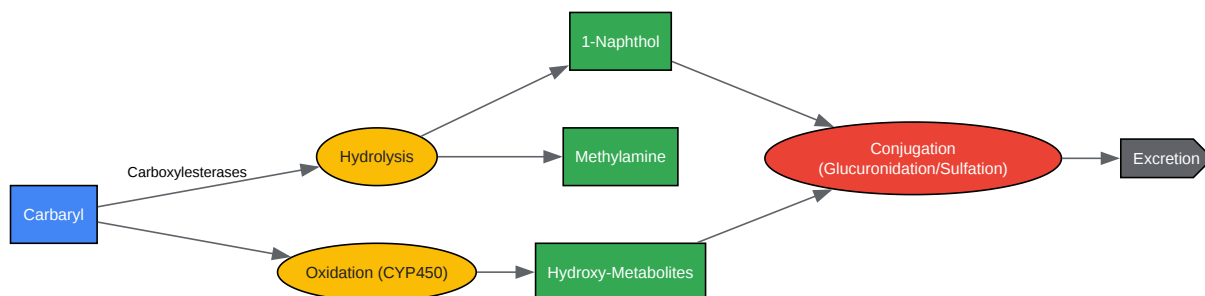 1-Naphthol
Hydrolysis
Methylamine
Conjugation
(Glucuronidation/Sulfation)
Excretion
Carboxylesterases
Carbaryl
Oxidation (CYP450)
Hydroxy-Metabolites